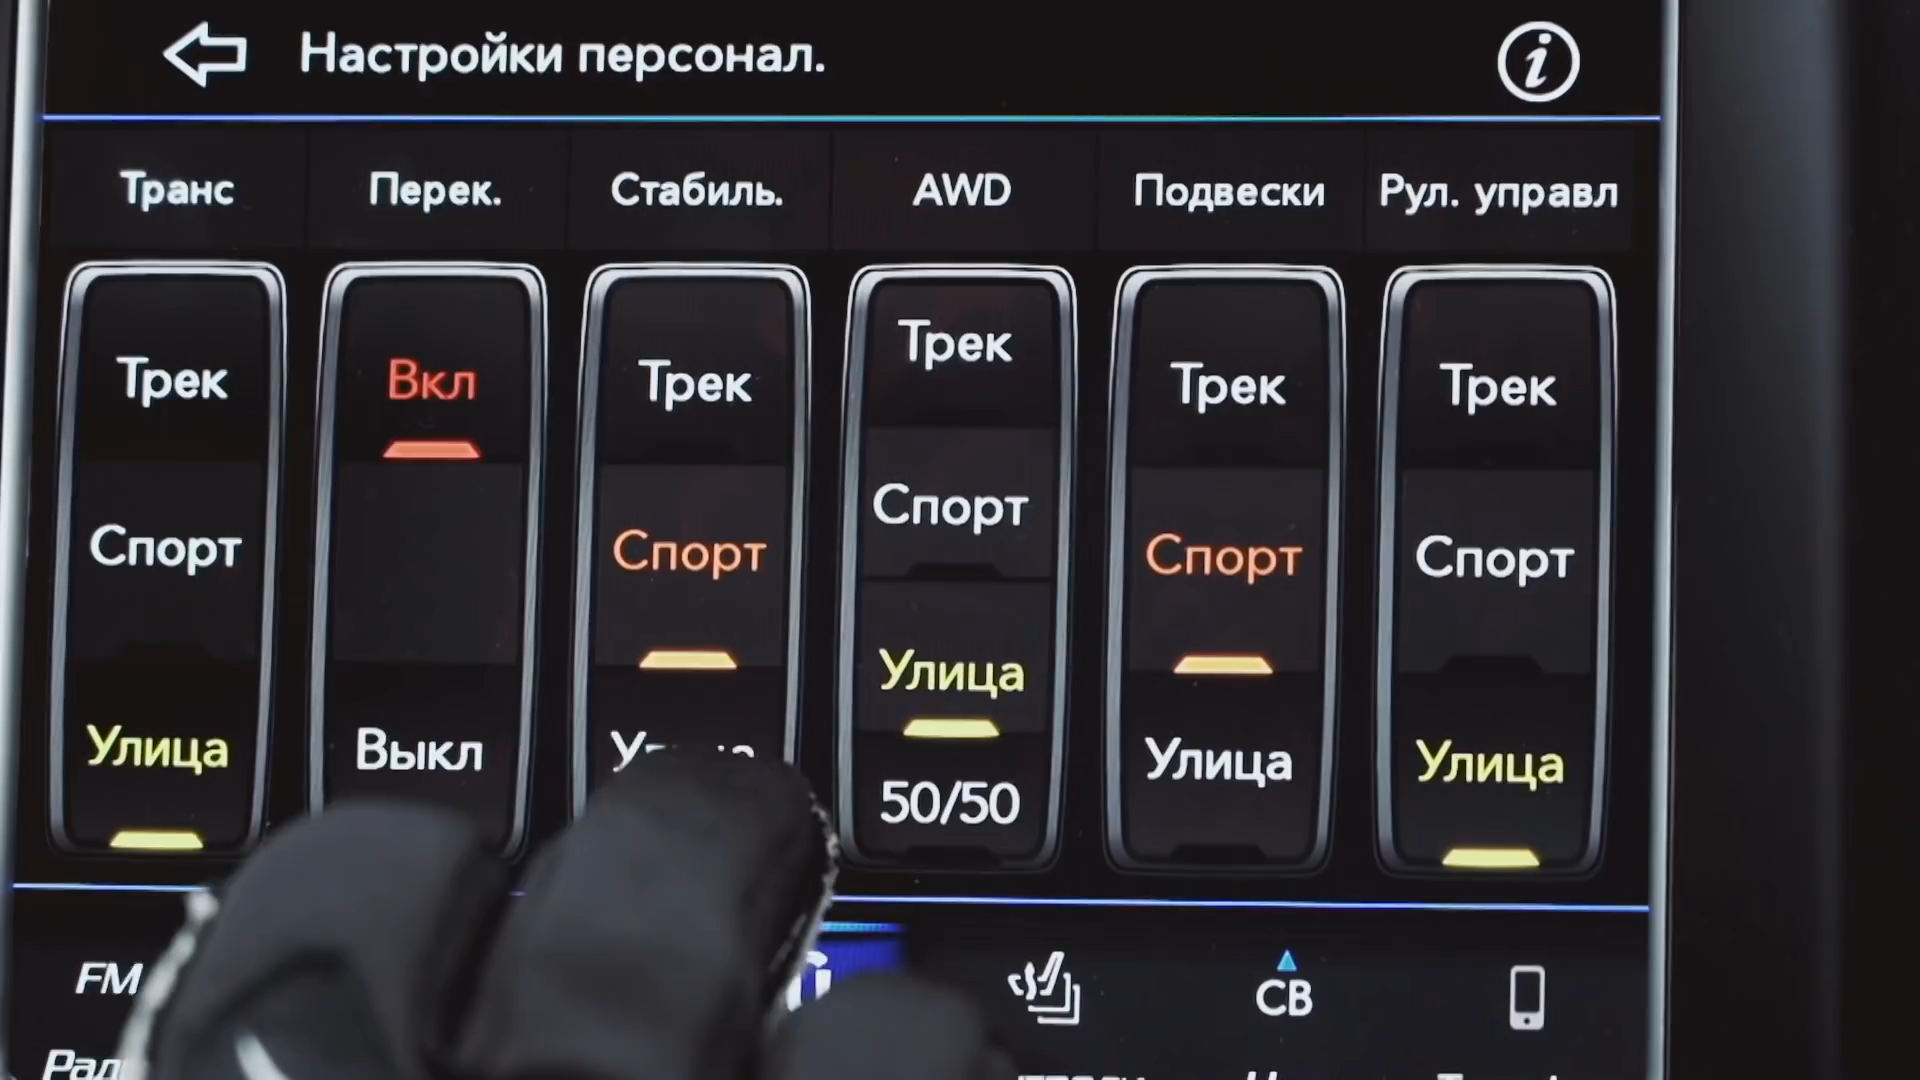 Настройки персонал.
Транс Перек. Стабиль. AWD Подвески Рул. управл
Трек Вкл Трек Трек Трек Трек
Спорт Спорт Спорт Спорт Спорт
Улица Выкл Улица Улица Улица
50/50
FM СВ